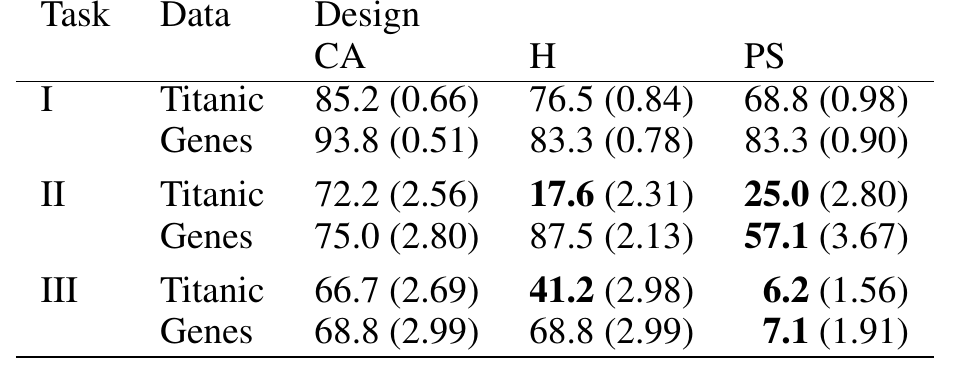 Task Data Design
CA H PS
I Titanic 85.2 (0.66) 76.5 (0.84) 68.8 (0.98)
Genes 93.8 (0.51) 83.3 (0.78) 83.3 (0.90)
II Titanic 72.2 (2.56) 17.6 (2.31) 25.0 (2.80)
Genes 75.0 (2.80) 87.5 (2.13) 57.1 (3.67)
III Titanic 66.7 (2.69) 41.2 (2.98) 6.2 (1.56)
Genes 68.8 (2.99) 68.8 (2.99) 7.1 (1.91)